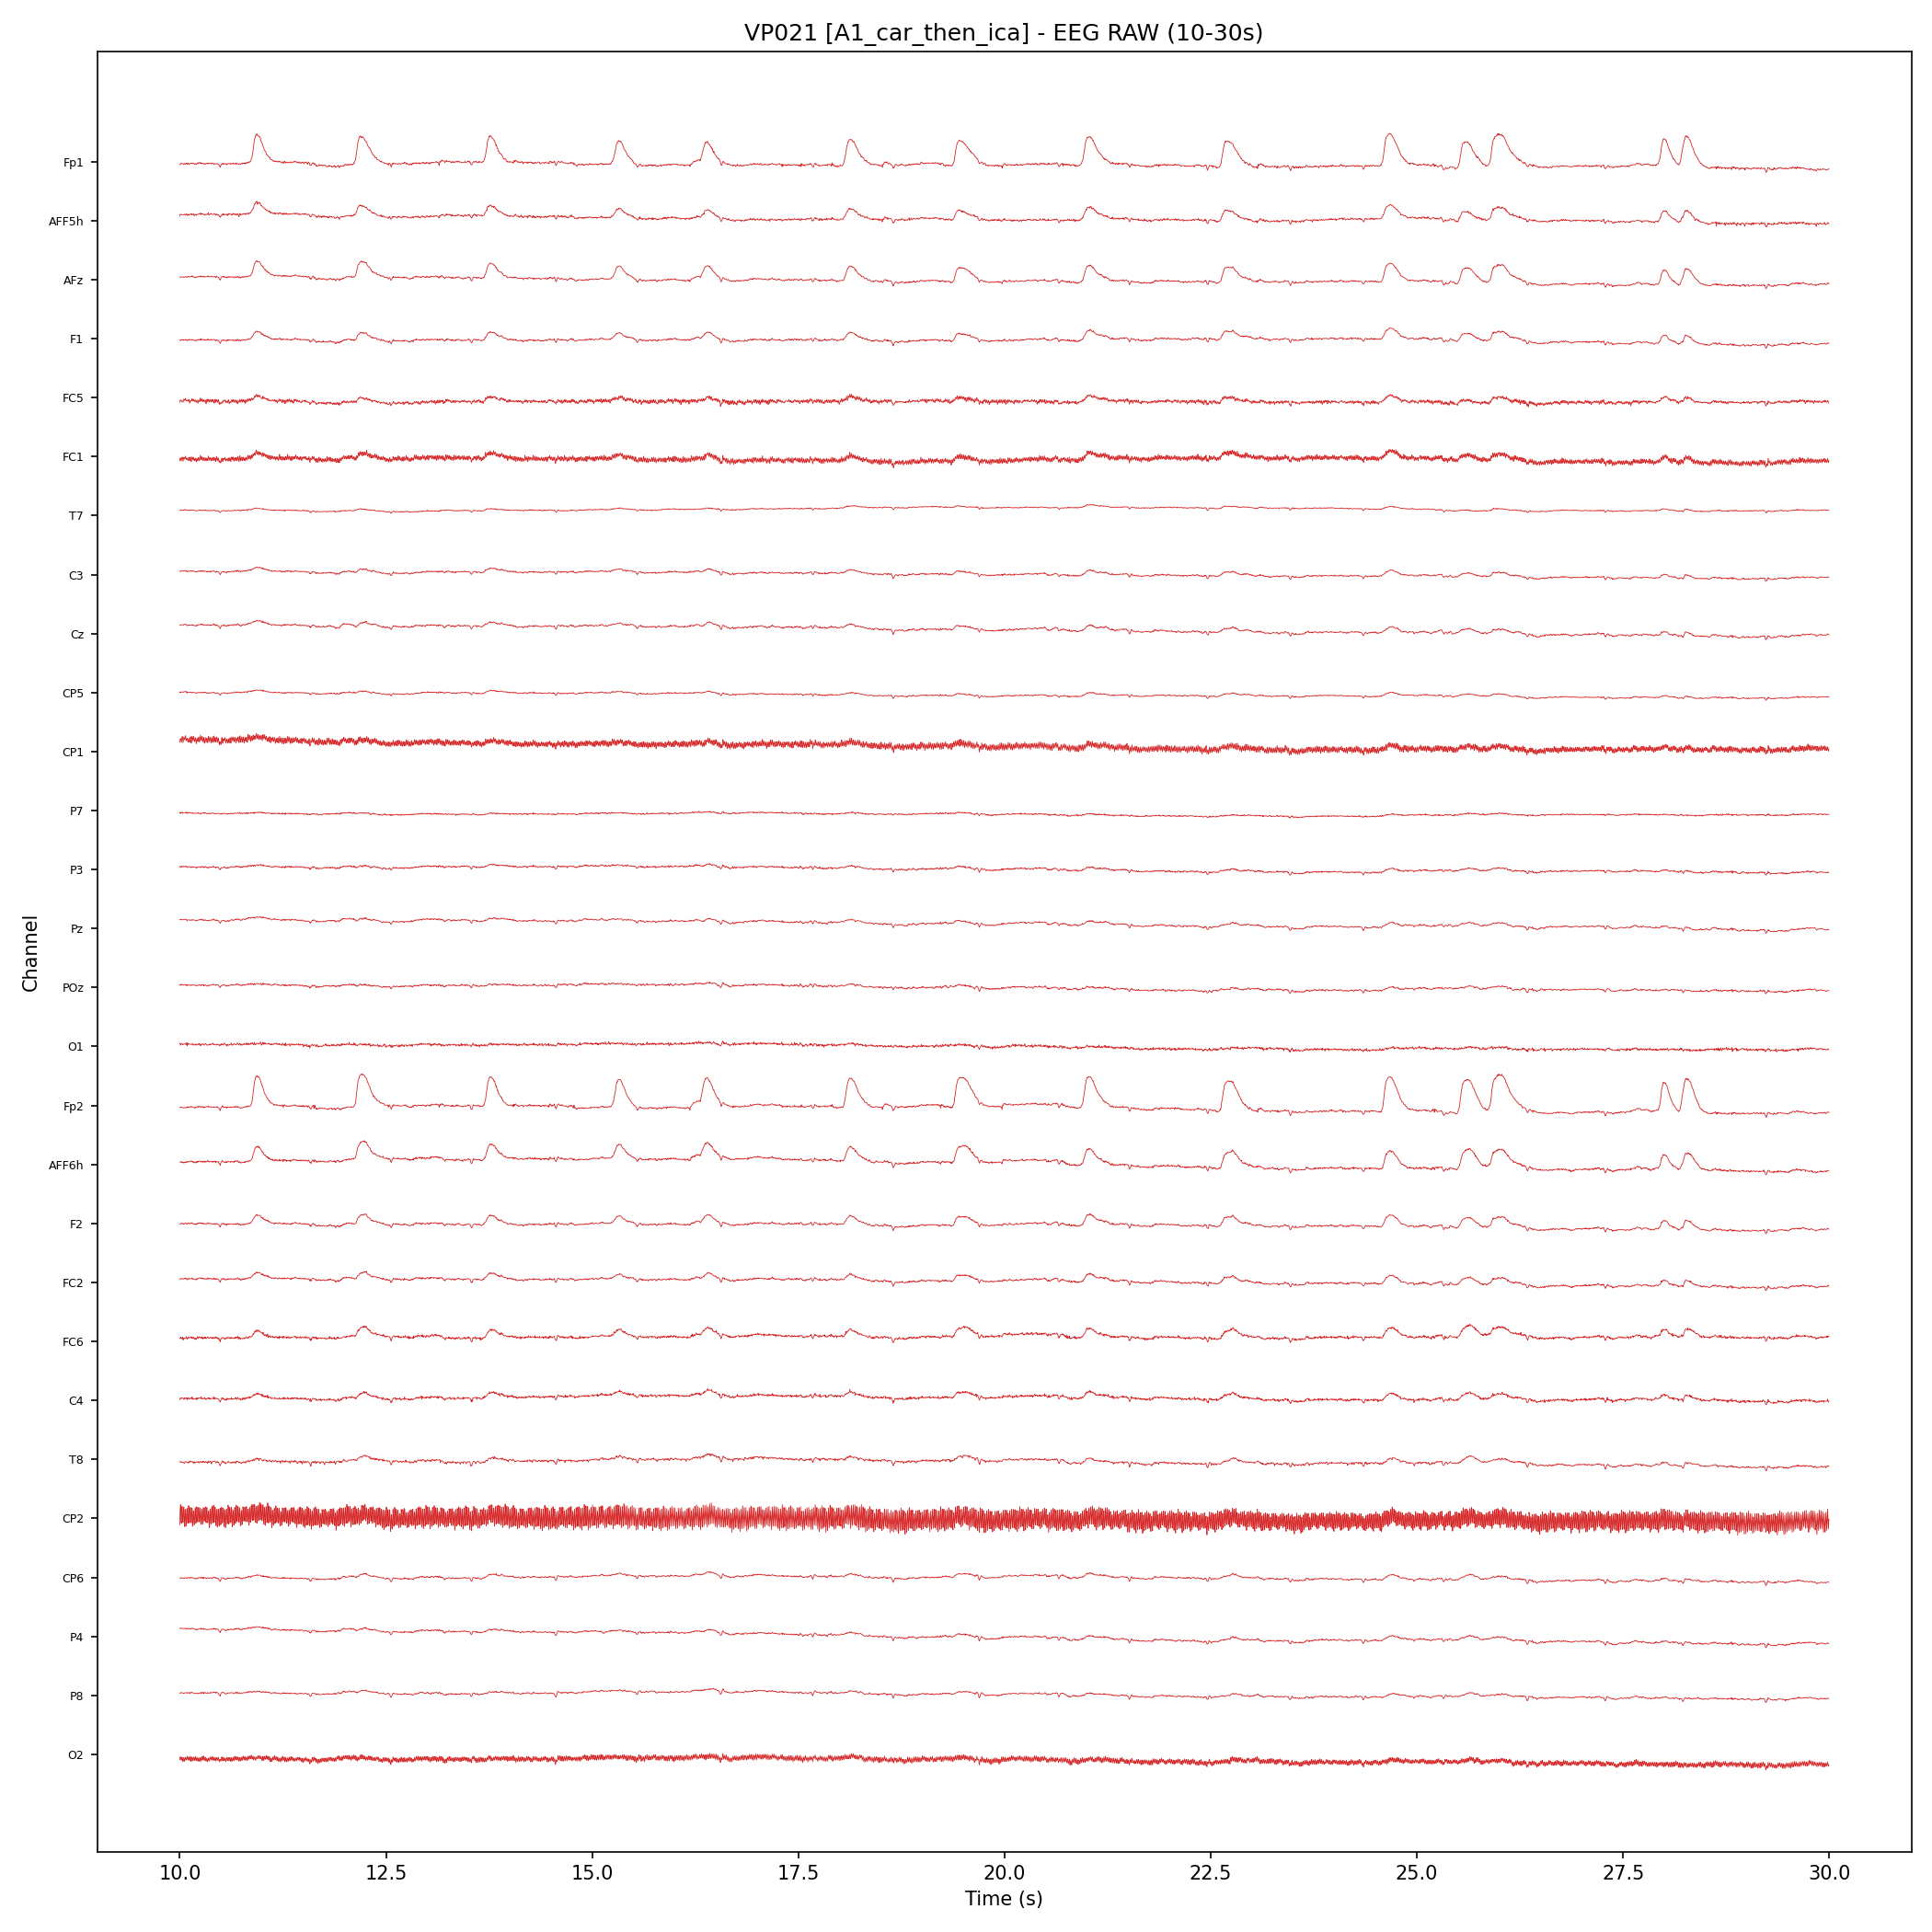 VP021 [A1_car_then_ica] - EEG RAW (10-30s)
Channel
Fp1
AFF5h
AFz
F1
FC5
FC1
T7
C3
Cz
CP5
CP1
P7
P3
Pz
POz
O1
Fp2
AFF6h
F2
FC2
FC6
C4
T8
CP2
CP6
P4
P8
O2
10.0 12.5 15.0 17.5 20.0 22.5 25.0 27.5 30.0
Time (s)